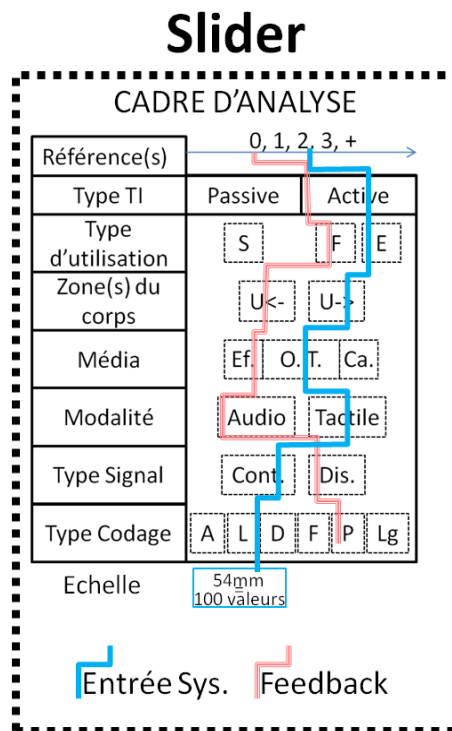 Slider
CADRE D'ANALYSE
Référence(s) 0, 1, 2, 3, +
Type TI Passive Active
Type d'utilisation S F E
Zone(s) du corps U<- U->
Média Ef. O. T. Ca.
Modalité Audio Tactile
Type Signal Cont. Dis.
Type Codage A L D F P Lg
Echelle 54mm = 100 valeurs
Entrée Sys. Feedback